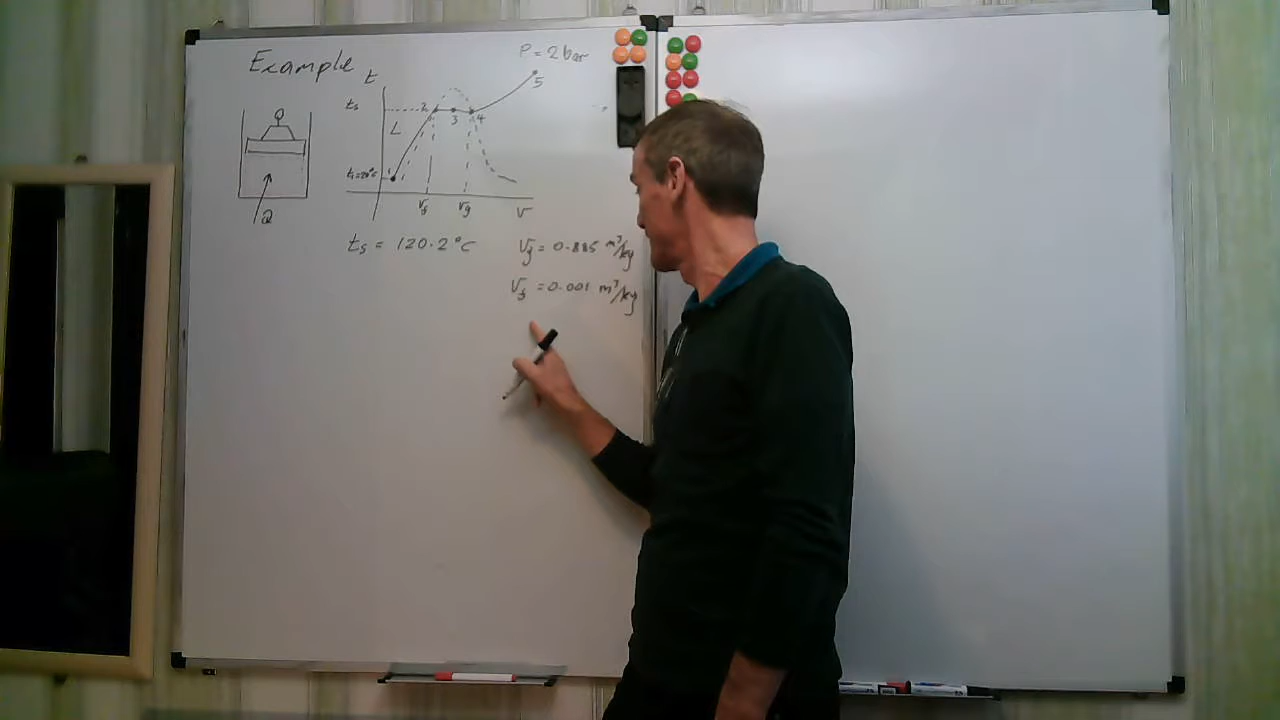 Example
P = 2 bar
t
ts
2
3
4
5
L
t₁=20°C
1
vf
vg
v
Q
ts = 120.2°C
vg = 0.885 m³/kg
vf = 0.001 m³/kg